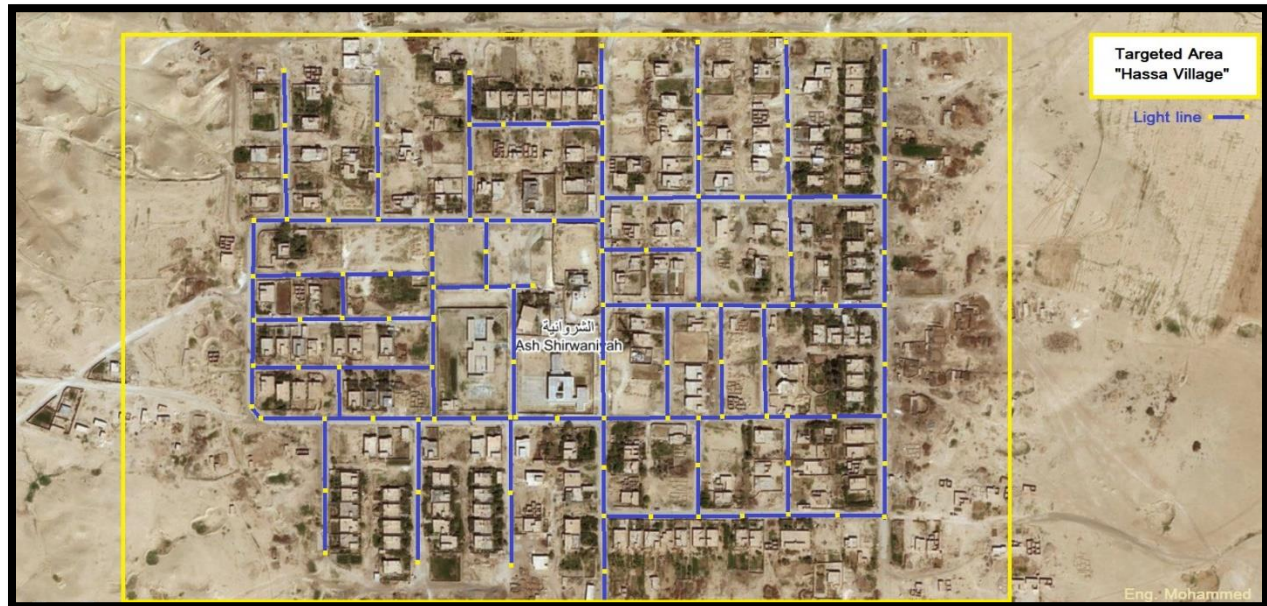 Targeted Area
"Hassa Village"
Light line
الشروانية
Ash Shirwaniyah
Eng. Mohammed